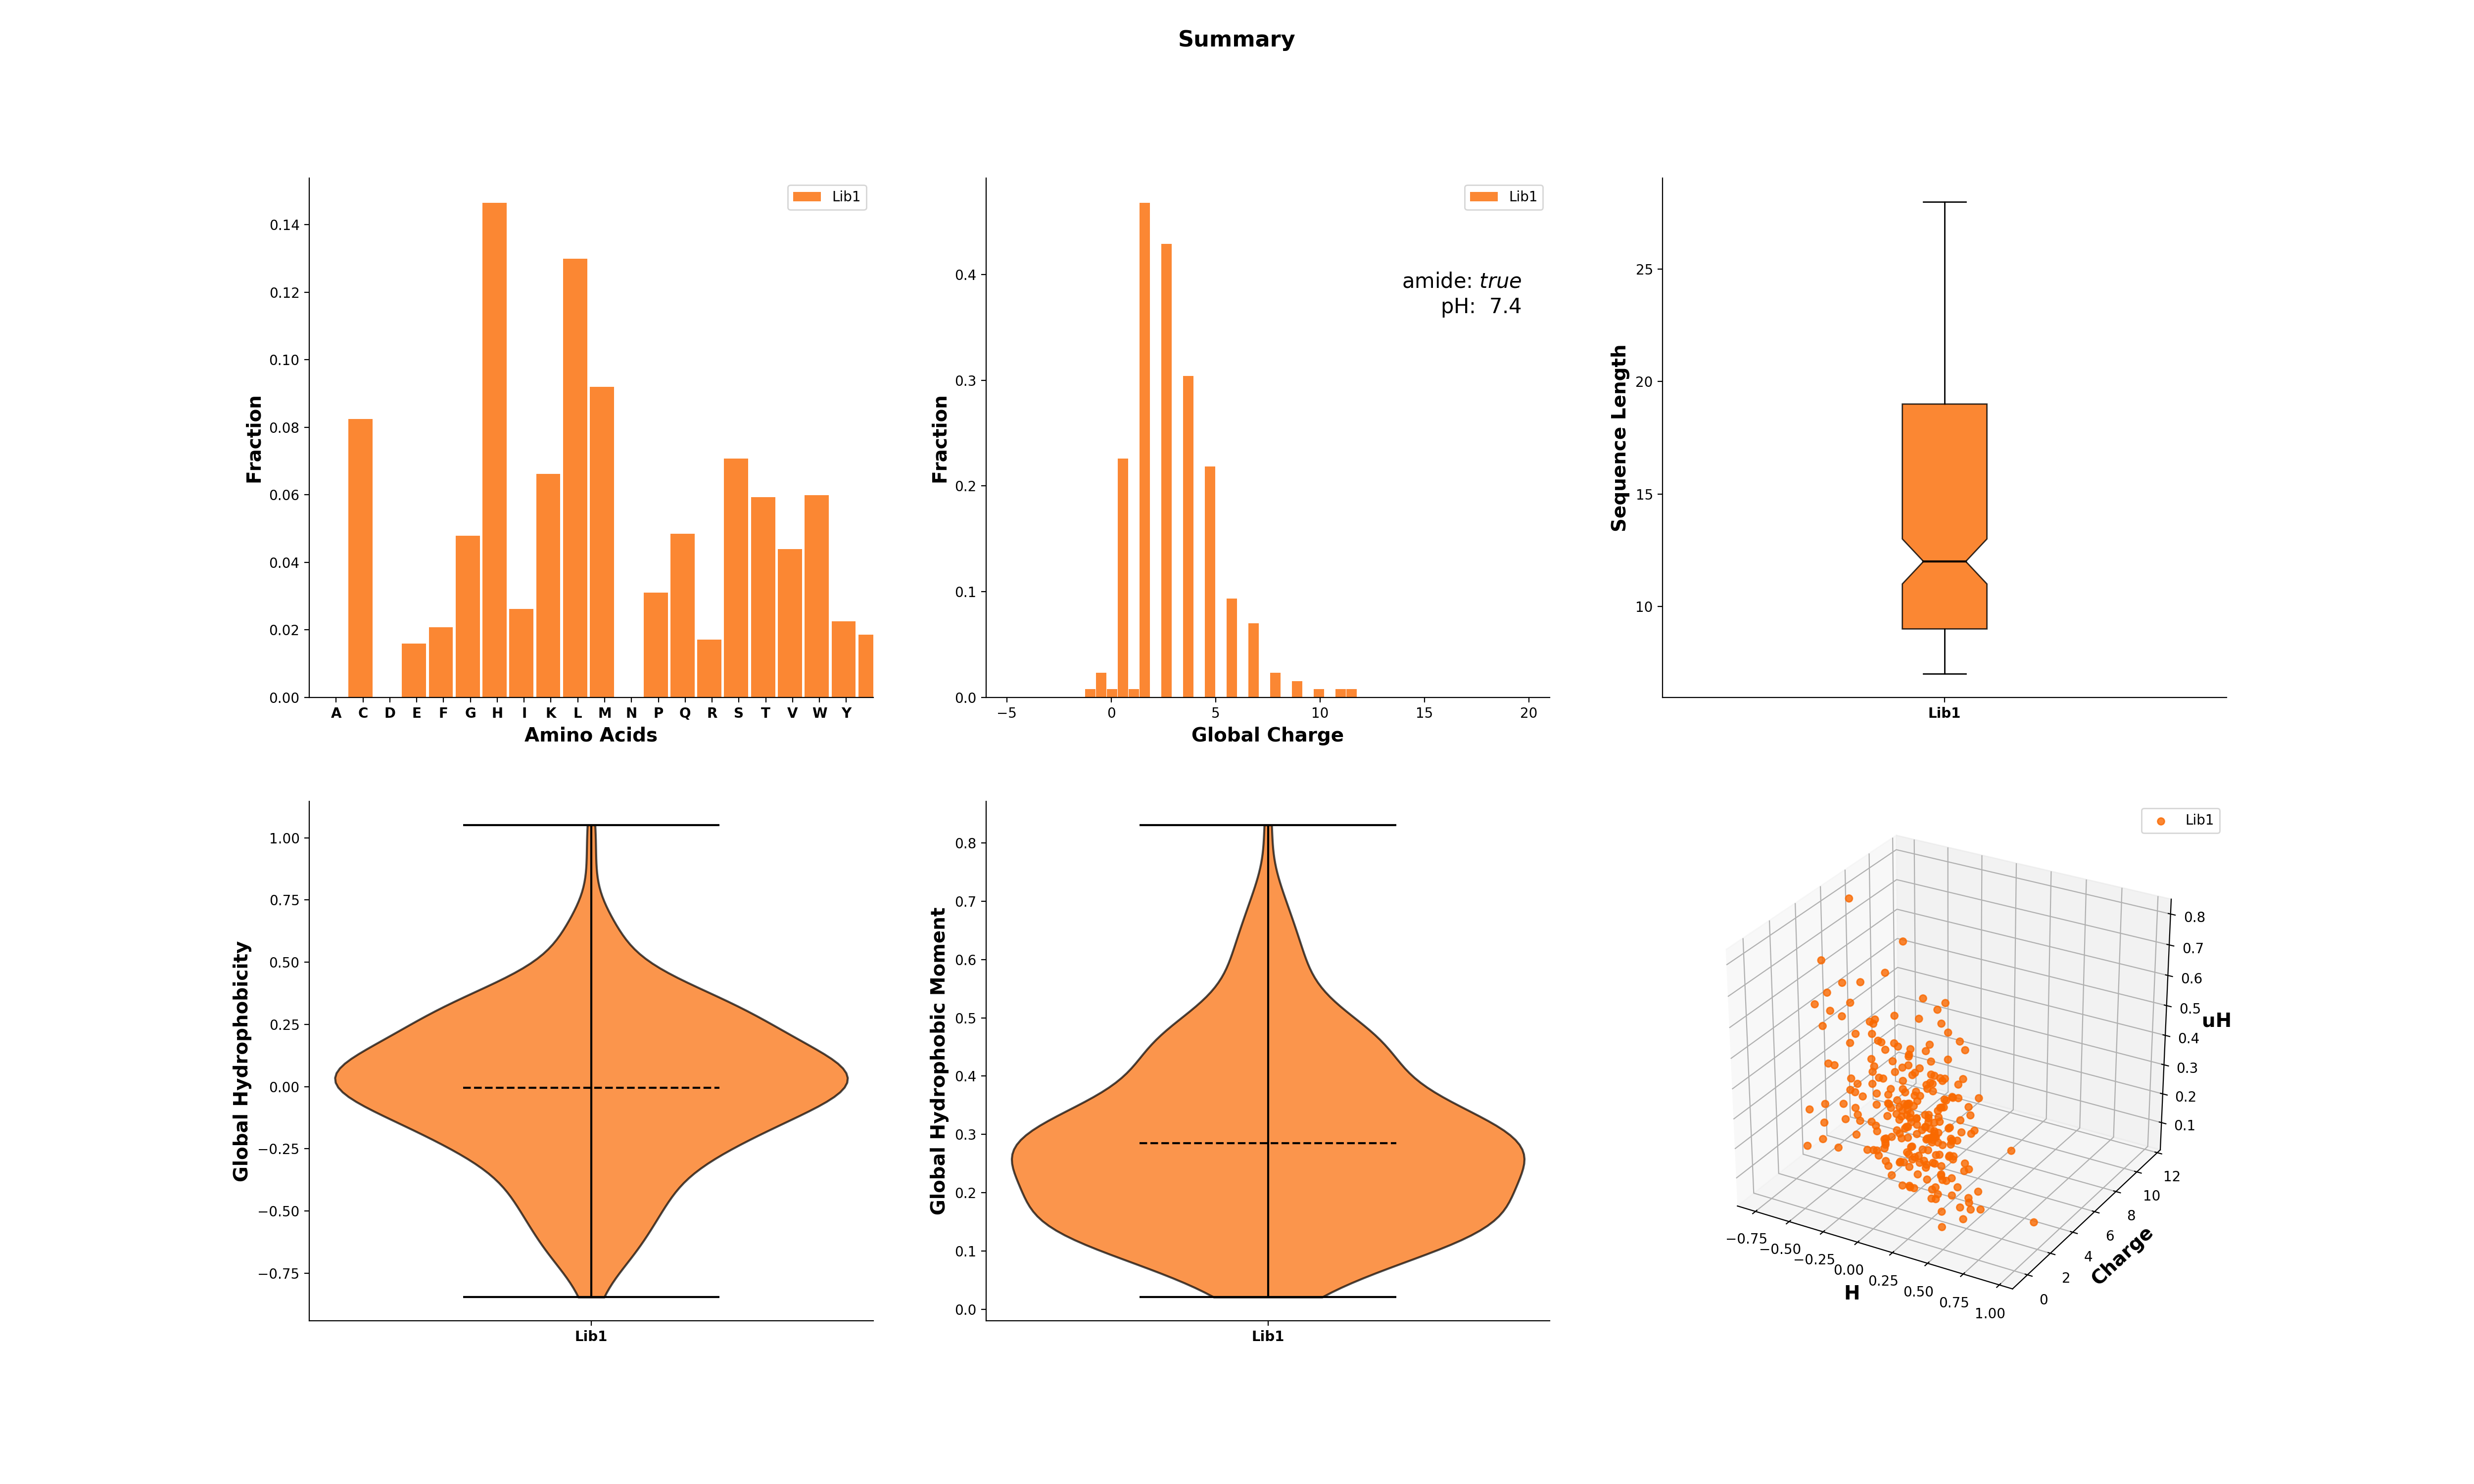 Summary
Lib1
0.14
0.12
0.10
0.08
0.06
0.04
0.02
0.00
Fraction
A C D E F G H I K L M N P Q R S T V W Y
Amino Acids
Lib1
amide: true
pH: 7.4
0.4
0.3
0.2
0.1
0.0
Fraction
−5 0 5 10 15 20
Global Charge
25
20
15
10
Sequence Length
Lib1
1.00
0.75
0.50
0.25
0.00
−0.25
−0.50
−0.75
Global Hydrophobicity
Lib1
0.8
0.7
0.6
0.5
0.4
0.3
0.2
0.1
0.0
Global Hydrophobic Moment
Lib1
Lib1
0.8
0.7
0.6
0.5
0.4
0.3
0.2
0.1
uH
12
10
8
6
4
2
0
Charge
−0.75
−0.50
−0.25
0.00
0.25
0.50
0.75
1.00
H